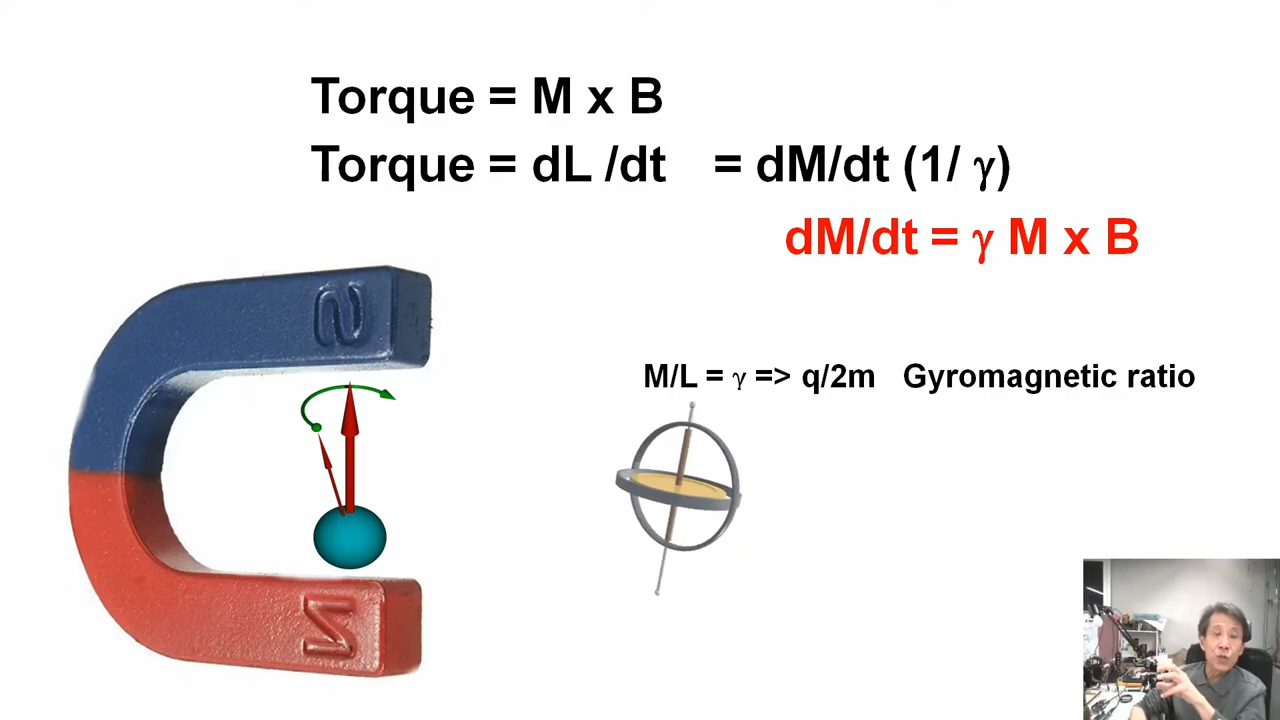 Torque = M x B
Torque = dL /dt = dM/dt (1/ γ)
dM/dt = γ M x B
S
M/L = γ => q/2m Gyromagnetic ratio
N